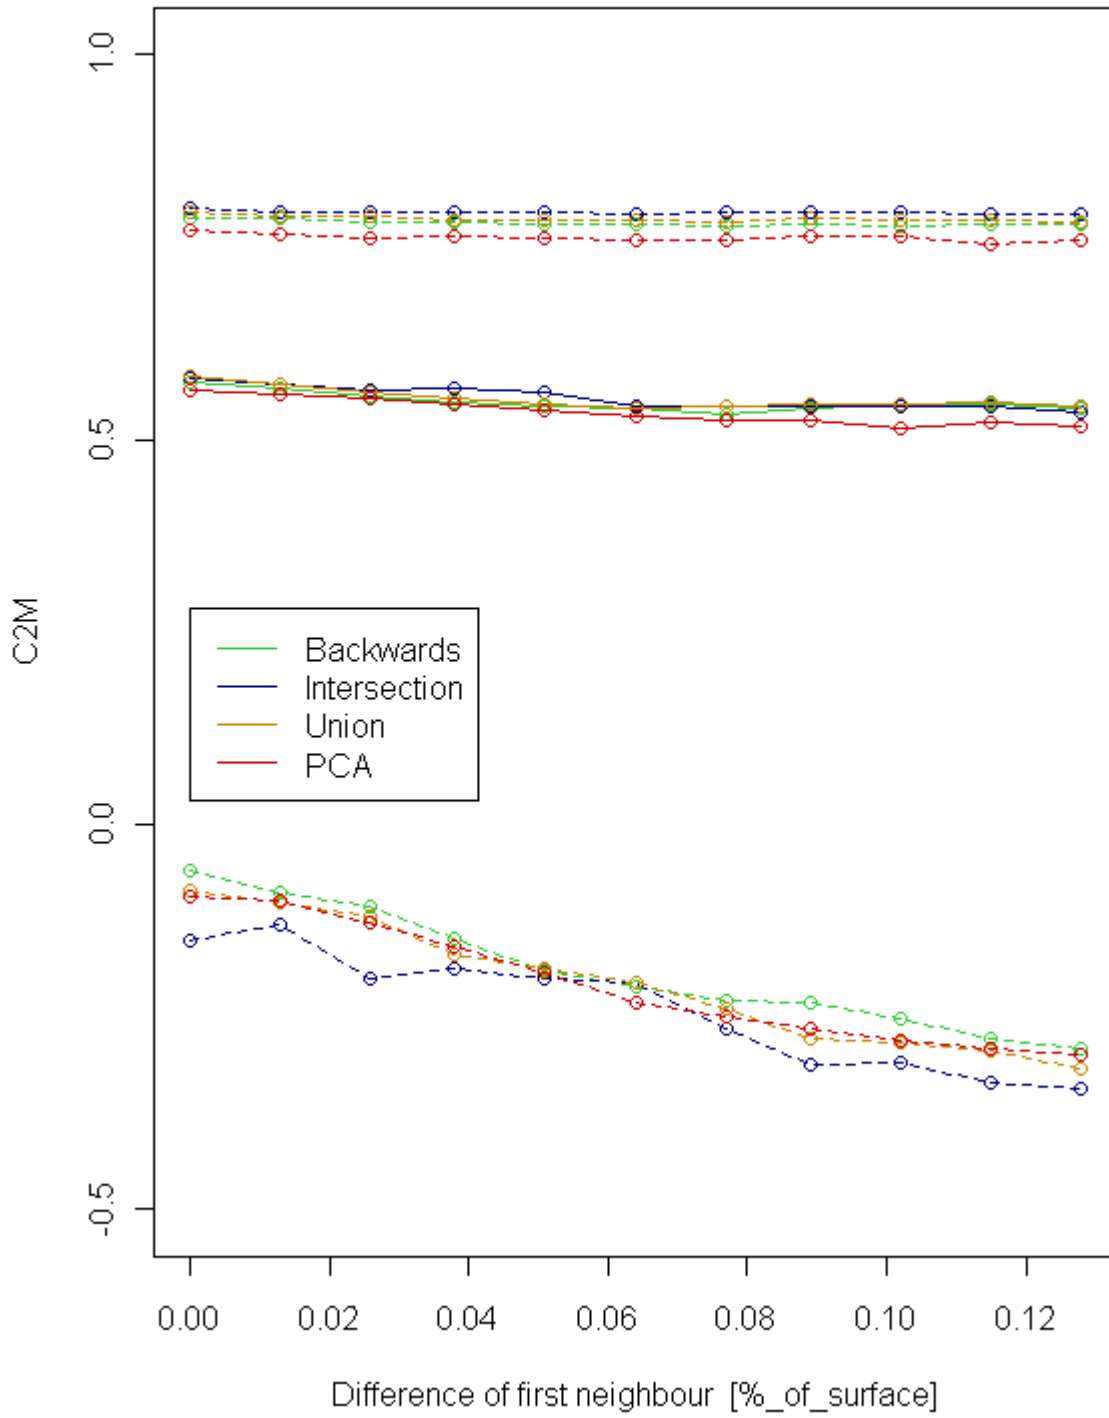 1.0
0.5
0.0
-0.5
C2M
Backwards
Intersection
Union
PCA
0.00 0.02 0.04 0.06 0.08 0.10 0.12
Difference of first neighbour [%_of_surface]